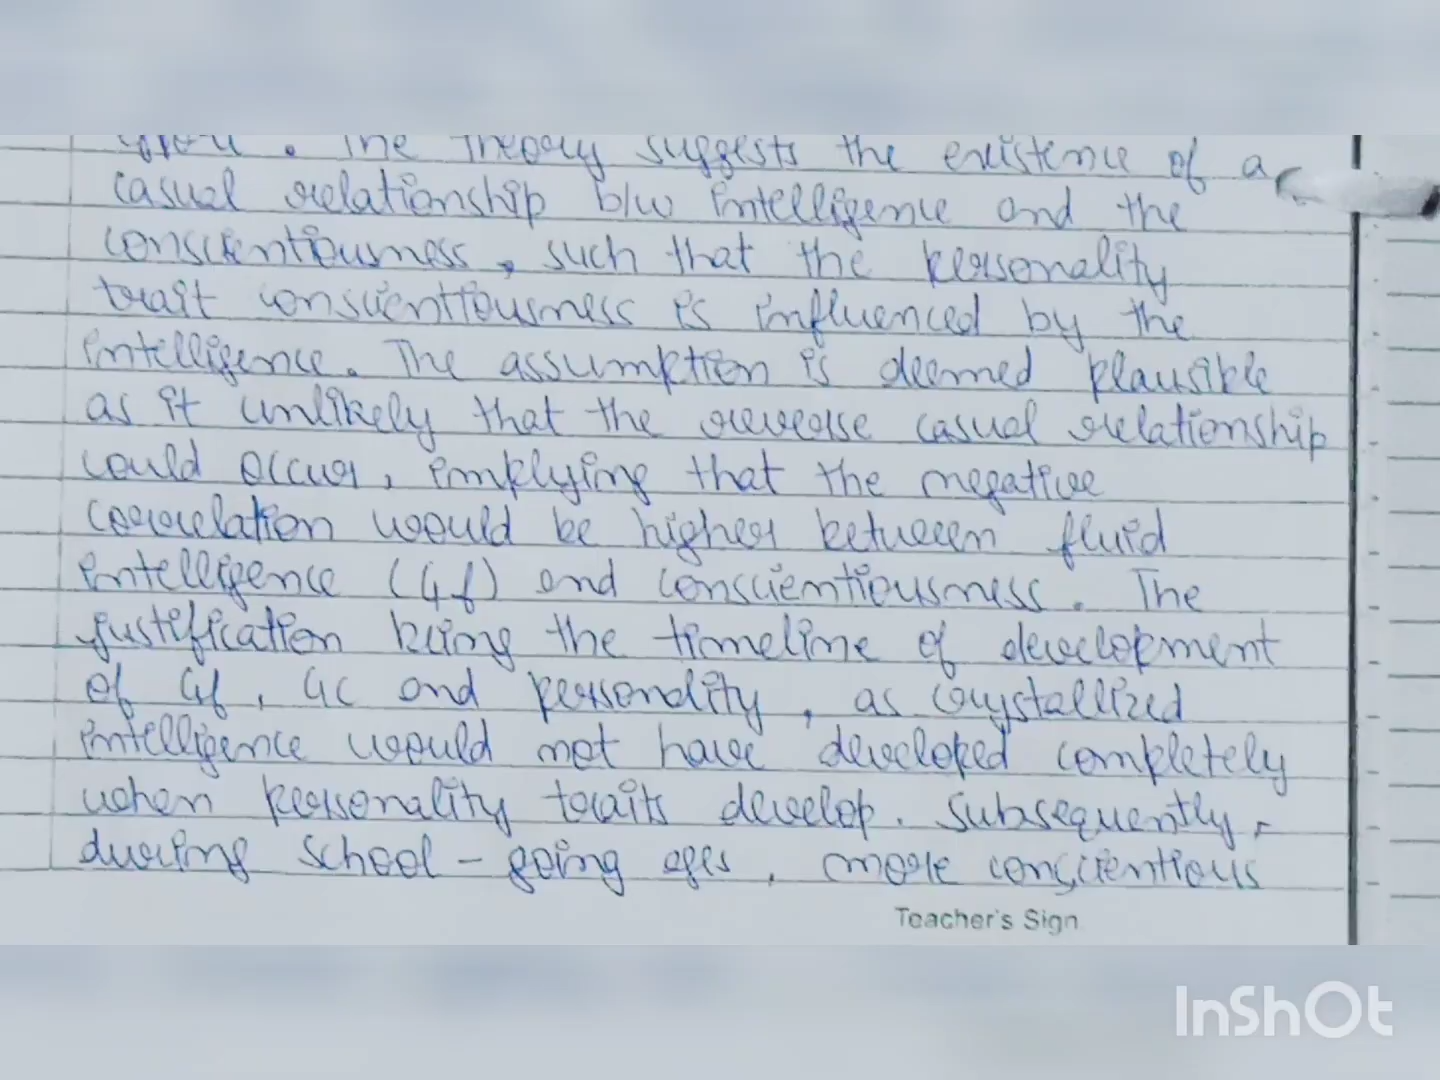 . The theory suggests the existence of a
casual relationship b/w intelligence and the
conscientiousness, such that the personality
trait conscientiousness is influenced by the
intelligence. The assumption is deemed plausible
as it unlikely that the reverse casual relationship
could occur, implying that the negative
correlation would be higher between fluid
intelligence (Gf) and conscientiousness. The
justification being the timeline of development
of Gf, Gc and personality, as crystallized
intelligence would not have developed completely
when personality traits develop. Subsequently,
during school-going ages, more conscientious
Teacher's Sign
InShOt